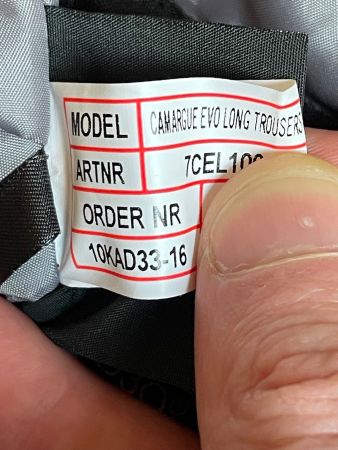 MODEL CAMARGUE EVO LONG TROUSERS
ARTNR
ORDER NR
10KAD33-16